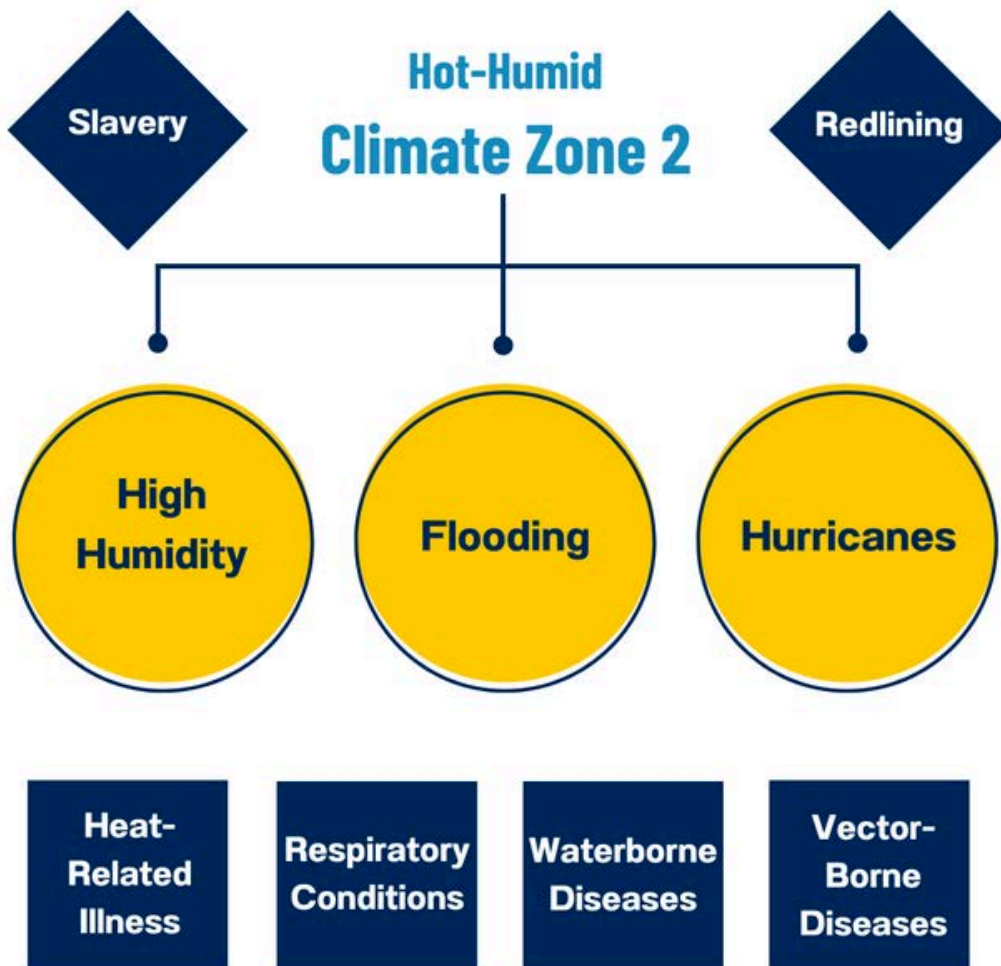 Slavery
Hot-Humid
Climate Zone 2
Redlining
High
Humidity
Flooding
Hurricanes
Heat-
Related
Illness
Respiratory
Conditions
Waterborne
Diseases
Vector-
Borne
Diseases